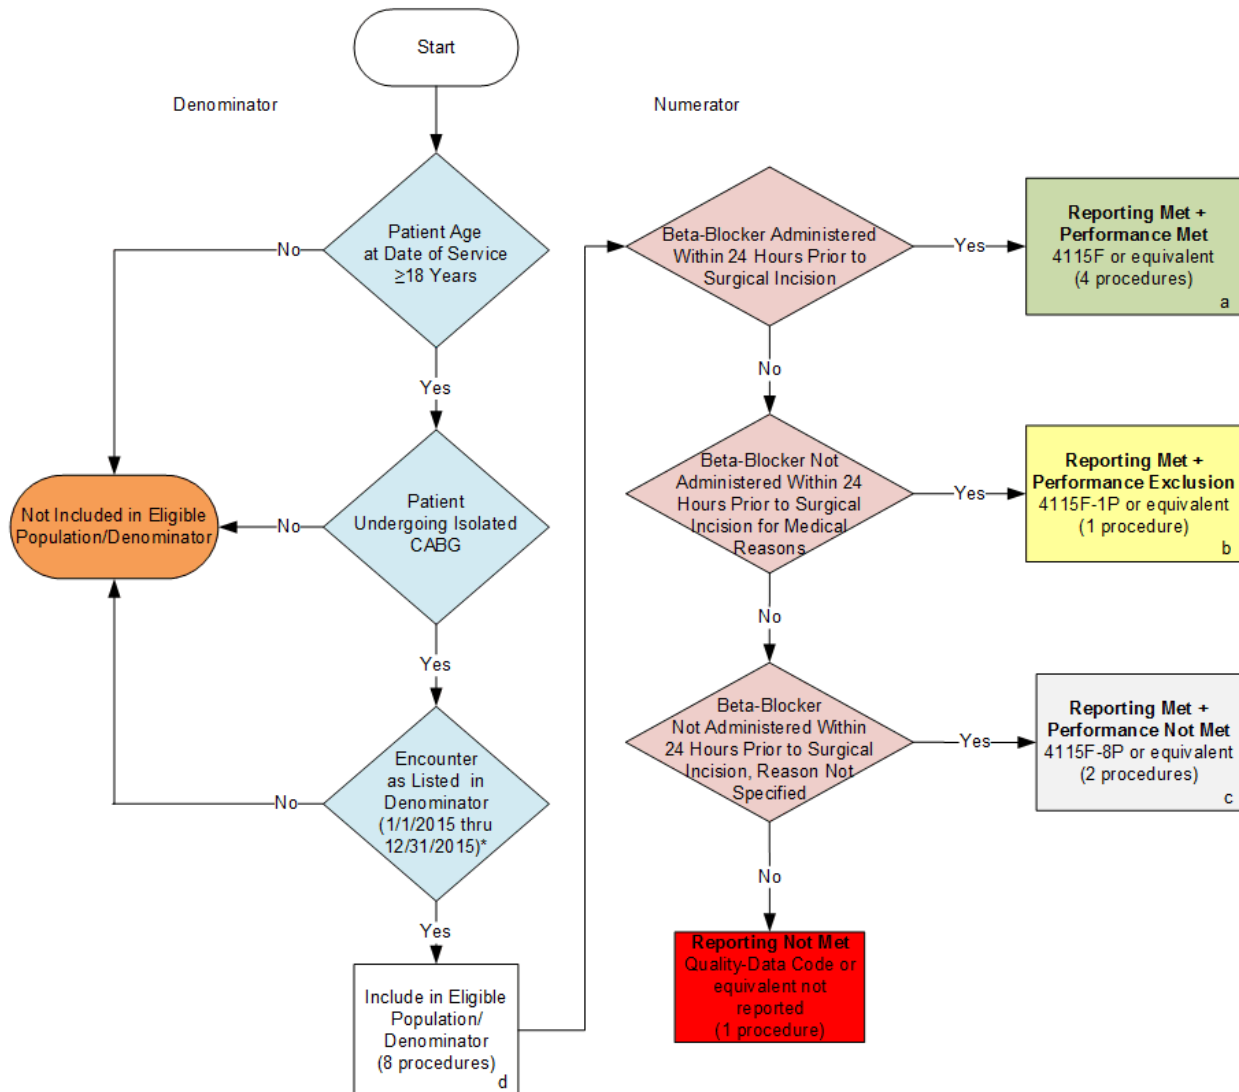 Start
Denominator
Patient Age
at Date of Service
≥18 Years
No
Yes
Patient
Undergoing Isolated
CABG
No
Not Included in Eligible
Population/Denominator
Yes
Encounter
as Listed in
Denominator
(1/1/2015 thru
12/31/2015)*
No
Yes
Include in Eligible
Population/
Denominator
(8 procedures)
d
Numerator
Beta-Blocker Administered
Within 24 Hours Prior to
Surgical Incision
Yes
Reporting Met +
Performance Met
4115F or equivalent
(4 procedures)
a
No
Beta-Blocker Not
Administered Within 24
Hours Prior to Surgical
Incision for Medical
Reasons
Yes
Reporting Met +
Performance Exclusion
4115F-1P or equivalent
(1 procedure)
b
No
Beta-Blocker
Not Administered Within
24 Hours Prior to Surgical
Incision, Reason Not
Specified
Yes
Reporting Met +
Performance Not Met
4115F-8P or equivalent
(2 procedures)
c
No
Reporting Not Met
Quality-Data Code or
equivalent not
reported
(1 procedure)